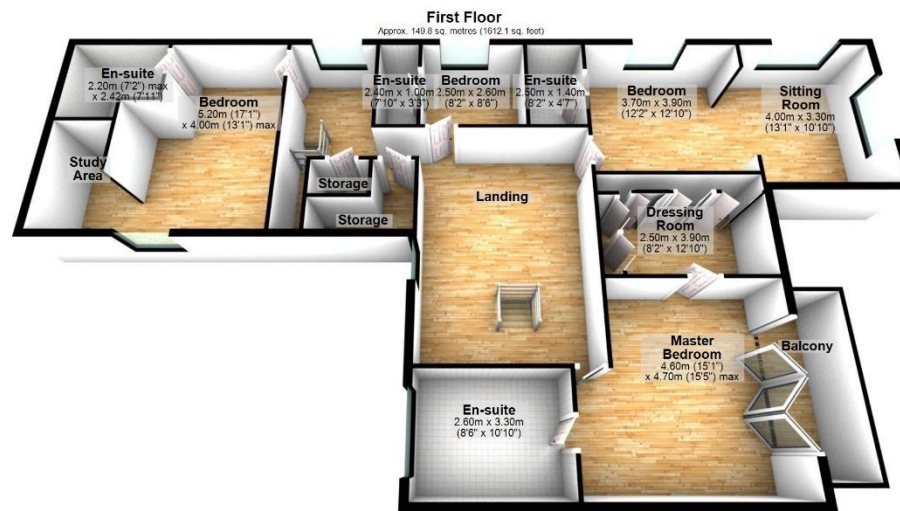 First Floor
Approx. 149.8 sq. metres (1612.1 sq. feet)
En-suite
2.20m (7'2") max
x 2.42m (7'11")
Bedroom
5.20m (17'1")
x 4.00m (13'1") max
Study
Area
En-suite
2.40m x 1.00m
(7'10" x 3'3")
Bedroom
2.50m x 2.60m
(8'2" x 8'6")
En-suite
2.50m x 1.40m
(8'2" x 4'7")
Bedroom
3.70m x 3.90m
(12'2" x 12'10")
Sitting
Room
4.00m x 3.30m
(13'1" x 10'10")
Storage
Storage
Landing
Dressing
Room
2.50m x 3.90m
(8'2" x 12'10")
Master
Bedroom
4.60m (15'1")
x 4.70m (15'5") max
Balcony
En-suite
2.60m x 3.30m
(8'6" x 10'10")